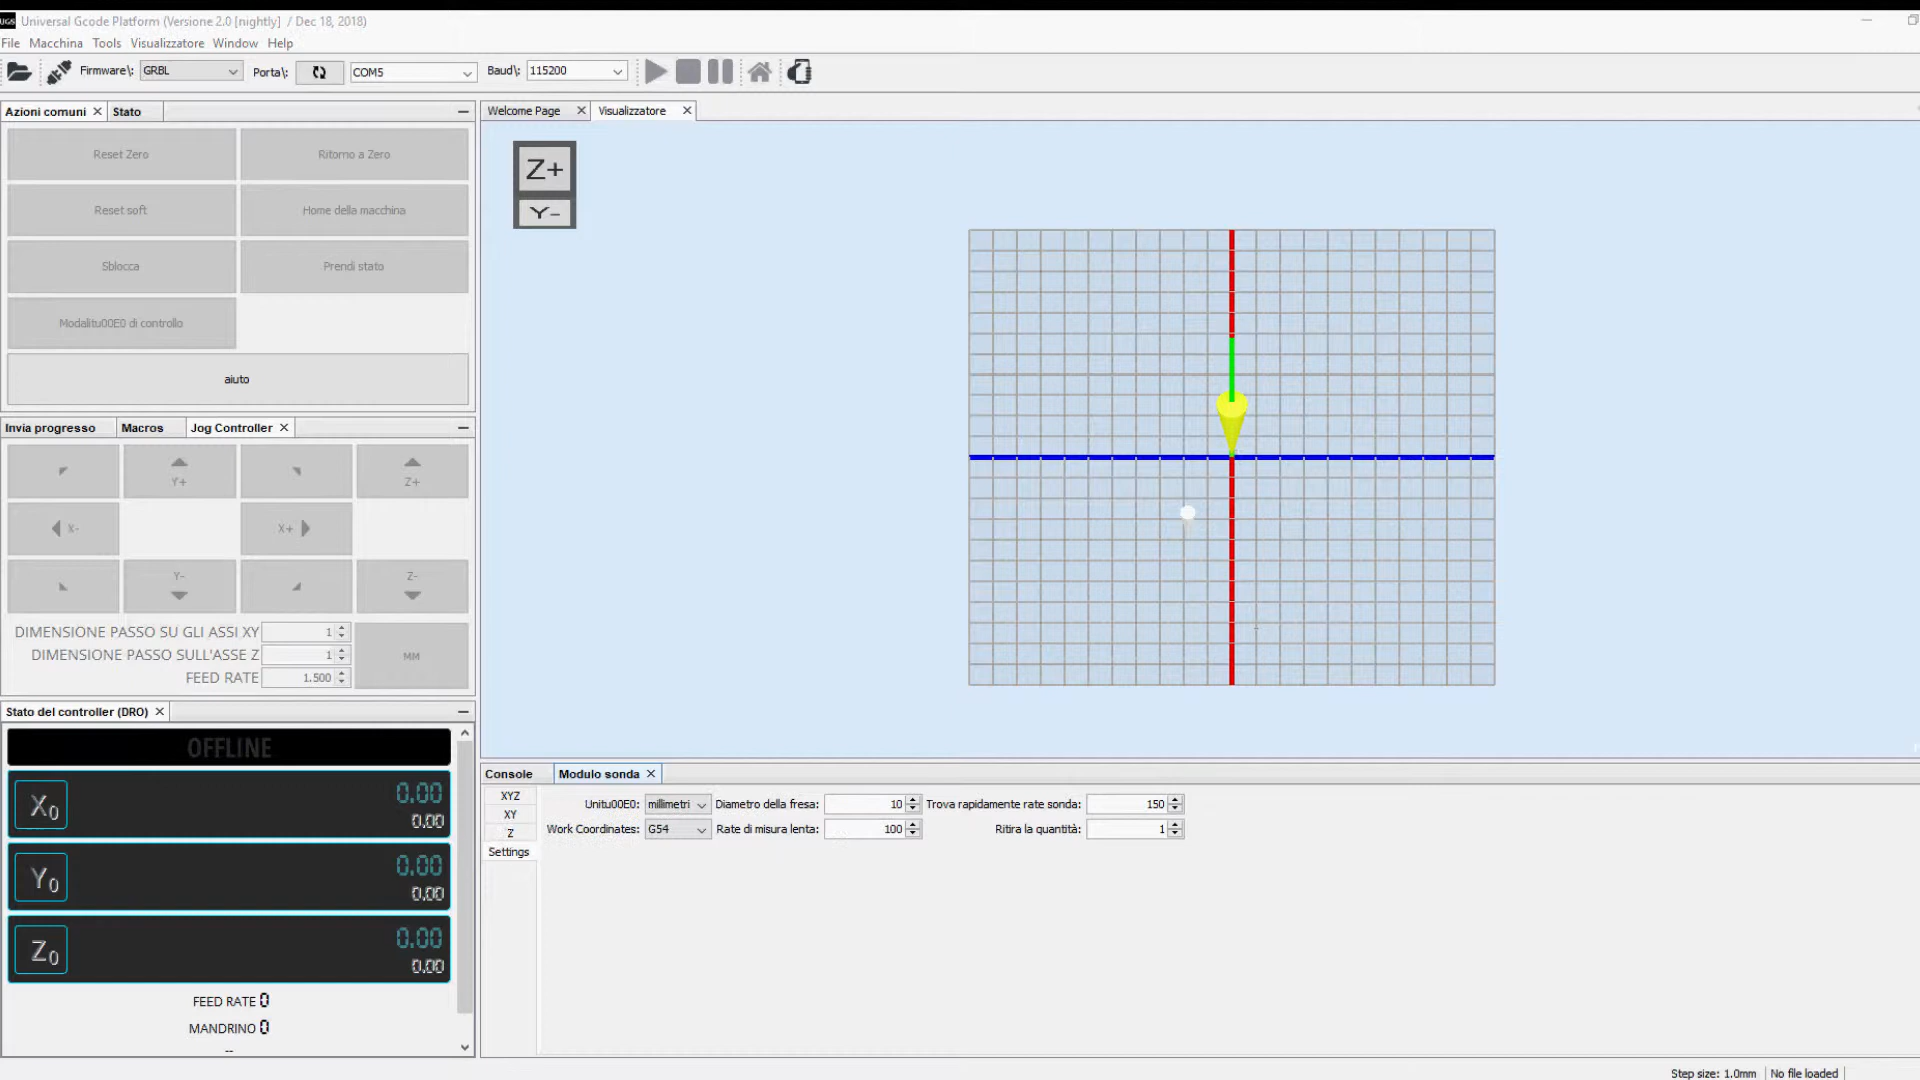 UGS Universal Gcode Platform (Versione 2.0 [nightly]  / Dec 18, 2018)
File Macchina Tools Visualizzatore Window Help
Firmware\: GRBL Porta\: COM5 Baud\: 115200
Azioni comuni Stato
Reset Zero Ritorno a Zero
Reset soft Home della macchina
Sblocca Prendi stato
Modalitu00E0 di controllo
aiuto
Invia progresso Macros Jog Controller
Y+ Z+
X- X+
Y- Z-
DIMENSIONE PASSO SU GLI ASSI XY 1
DIMENSIONE PASSO SULL'ASSE Z 1
MM
FEED RATE 1.500
Stato del controller (DRO)
OFFLINE
X0 0.00
0.00
Y0 0.00
0.00
Z0 0.00
0.00
FEED RATE 0
MANDRINO 0
--
Welcome Page Visualizzatore
Z+
Y-
Console Modulo sonda
XYZ
XY
Z
Settings
Unitu00E0: millimetri Diametro della fresa: 10 Trova rapidamente rate sonda: 150
Work Coordinates: G54 Rate di misura lenta: 100 Ritira la quantità: 1
Step size: 1.0mm No file loaded